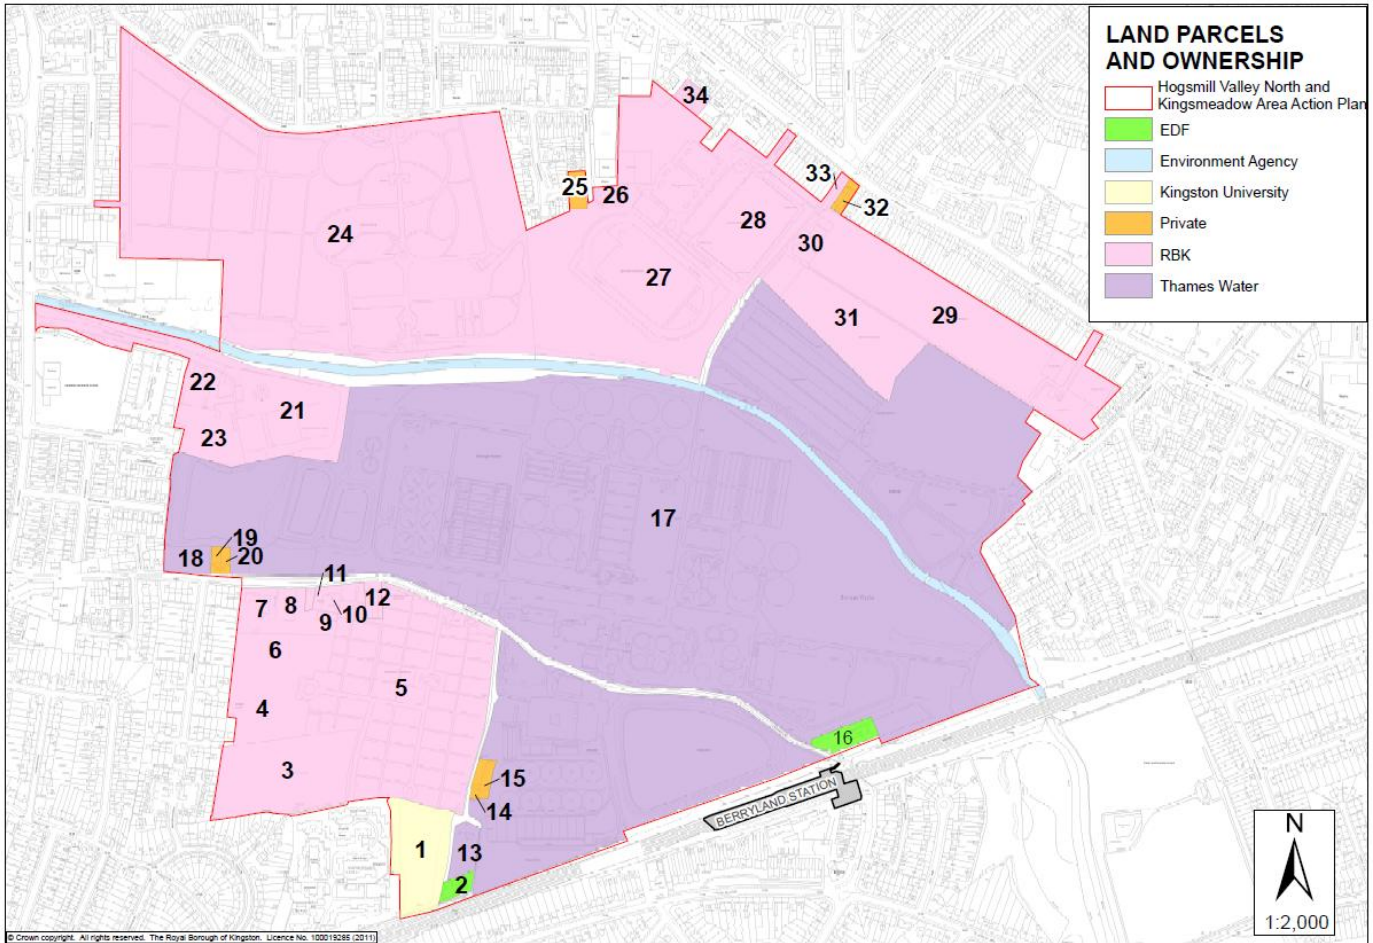 LAND PARCELS
AND OWNERSHIP
Hogsmill Valley North and
Kingsmeadow Area Action Plan
EDF
Environment Agency
Kingston University
Private
RBK
Thames Water
34
33
25
26
32
24
28
30
27
31
29
22
21
23
17
19
18
20
11
12
7
8
10
9
6
5
4
16
3
15
14
BERRYLAND STATION
1
13
2
N
1:2,000
© Crown copyright. All rights reserved. The Royal Borough of Kingston. Licence No. 100019285 (2011)